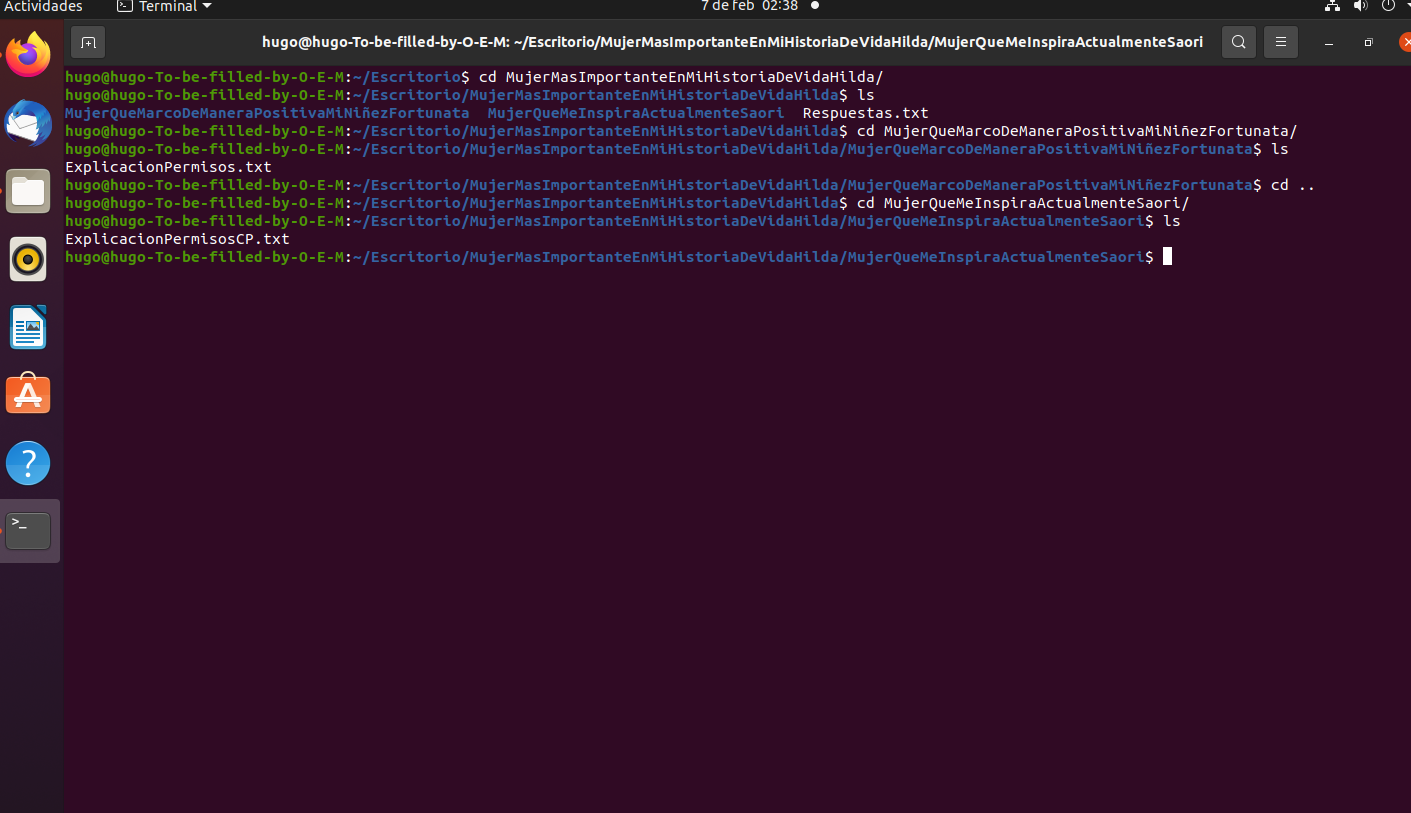 Actividades Terminal 7 de feb 02:38
hugo@hugo-To-be-filled-by-O-E-M: ~/Escritorio/MujerMasImportanteEnMiHistoriaDeVidaHilda/MujerQueMeInspiraActualmenteSaori
hugo@hugo-To-be-filled-by-O-E-M:~/Escritorio$ cd MujerMasImportanteEnMiHistoriaDeVidaHilda/
hugo@hugo-To-be-filled-by-O-E-M:~/Escritorio/MujerMasImportanteEnMiHistoriaDeVidaHilda$ ls
MujerQueMarcoDeManeraPositivaMiNiñezFortunata MujerQueMeInspiraActualmenteSaori Respuestas.txt
hugo@hugo-To-be-filled-by-O-E-M:~/Escritorio/MujerMasImportanteEnMiHistoriaDeVidaHilda$ cd MujerQueMarcoDeManeraPositivaMiNiñezFortunata/
hugo@hugo-To-be-filled-by-O-E-M:~/Escritorio/MujerMasImportanteEnMiHistoriaDeVidaHilda/MujerQueMarcoDeManeraPositivaMiNiñezFortunata$ ls
ExplicacionPermisos.txt
hugo@hugo-To-be-filled-by-O-E-M:~/Escritorio/MujerMasImportanteEnMiHistoriaDeVidaHilda/MujerQueMarcoDeManeraPositivaMiNiñezFortunata$ cd ..
hugo@hugo-To-be-filled-by-O-E-M:~/Escritorio/MujerMasImportanteEnMiHistoriaDeVidaHilda$ cd MujerQueMeInspiraActualmenteSaori/
hugo@hugo-To-be-filled-by-O-E-M:~/Escritorio/MujerMasImportanteEnMiHistoriaDeVidaHilda/MujerQueMeInspiraActualmenteSaori$ ls
ExplicacionPermisosCP.txt
hugo@hugo-To-be-filled-by-O-E-M:~/Escritorio/MujerMasImportanteEnMiHistoriaDeVidaHilda/MujerQueMeInspiraActualmenteSaori$